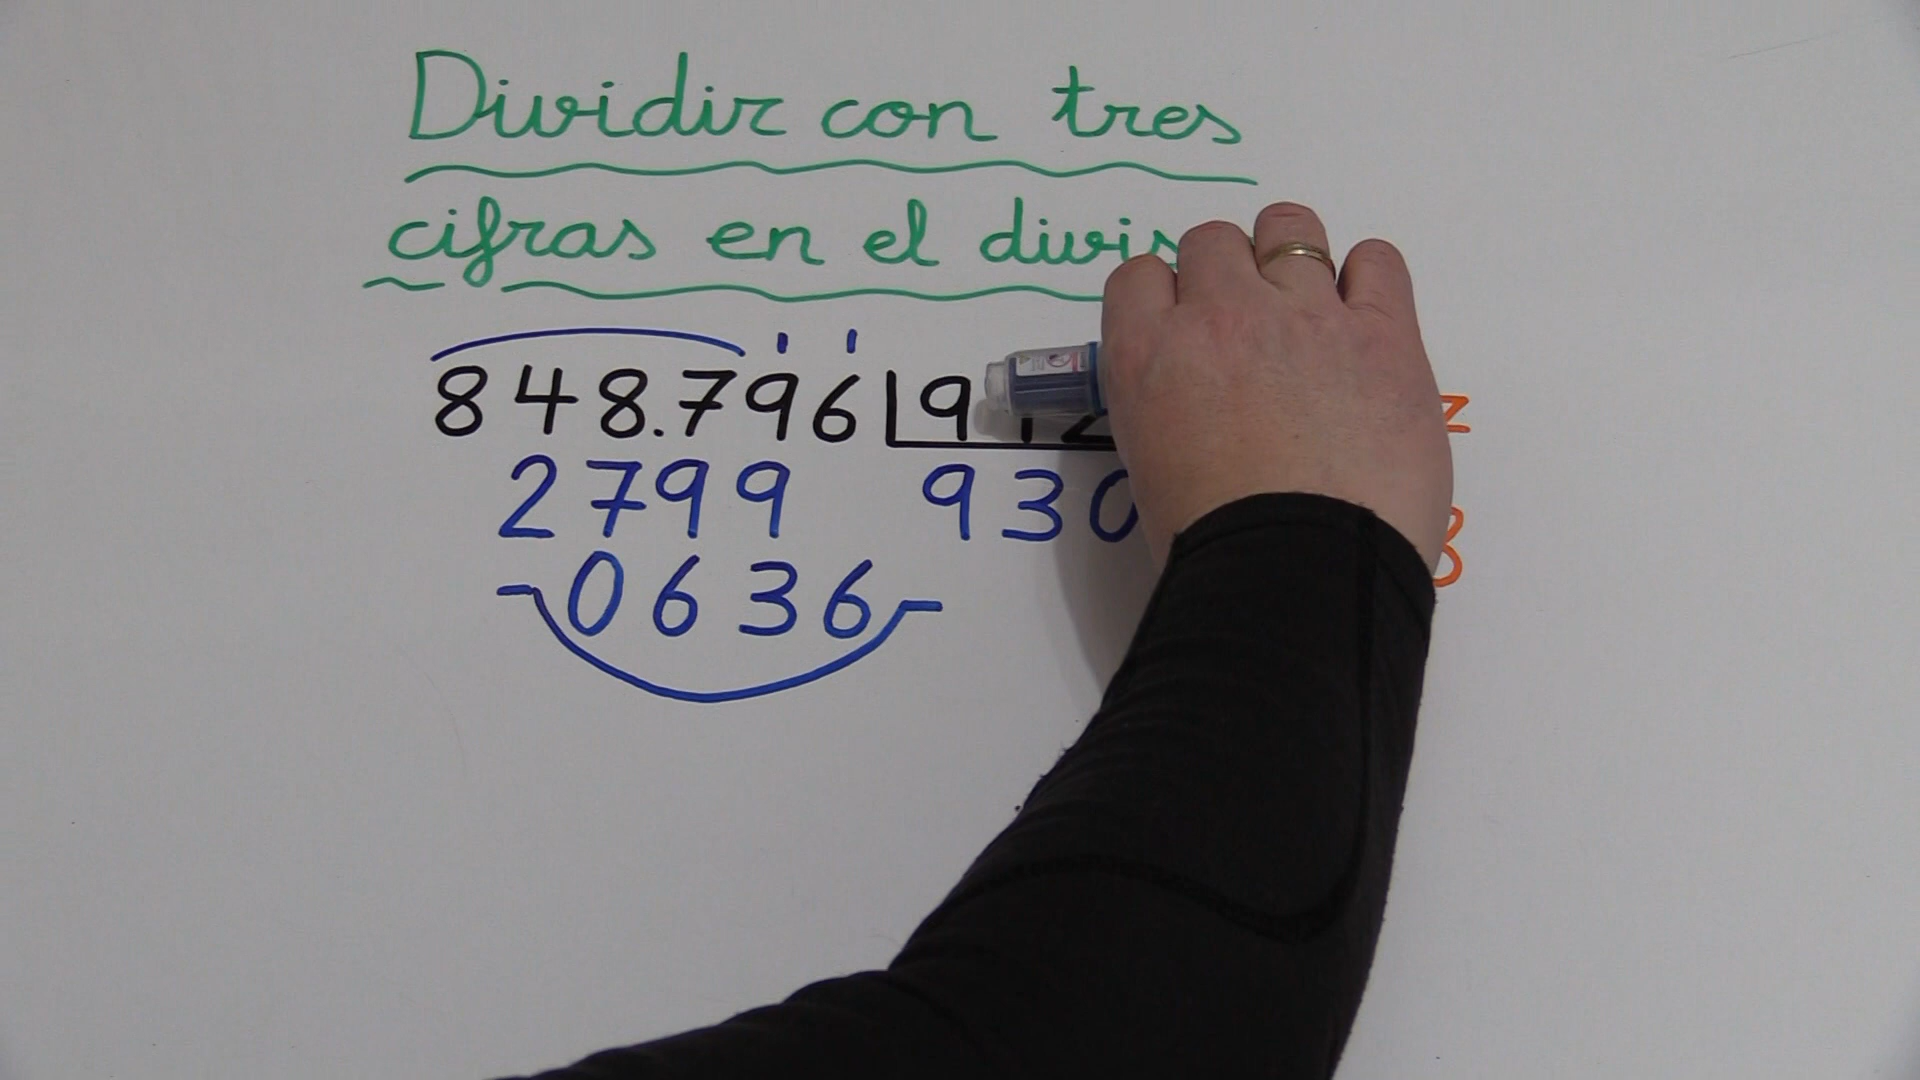 Dividir con tres
cifras en el divis
848.796 9
2799 930
0636